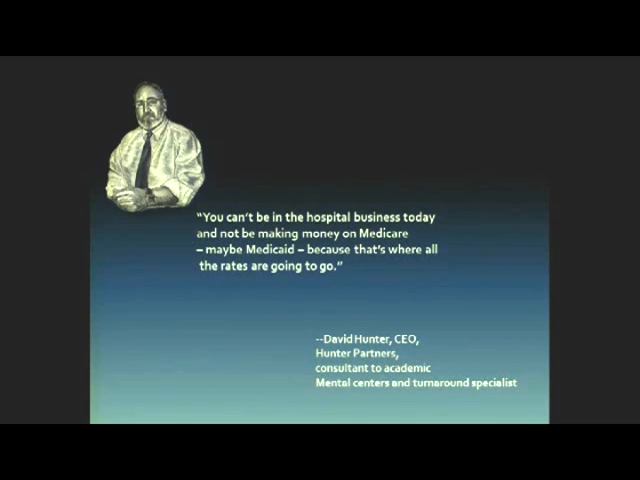 “You can't be in the hospital business today
and not be making money on Medicare
– maybe Medicaid – because that's where all
the rates are going to go.”
--David Hunter, CEO,
Hunter Partners,
consultant to academic
Mental centers and turnaround specialist